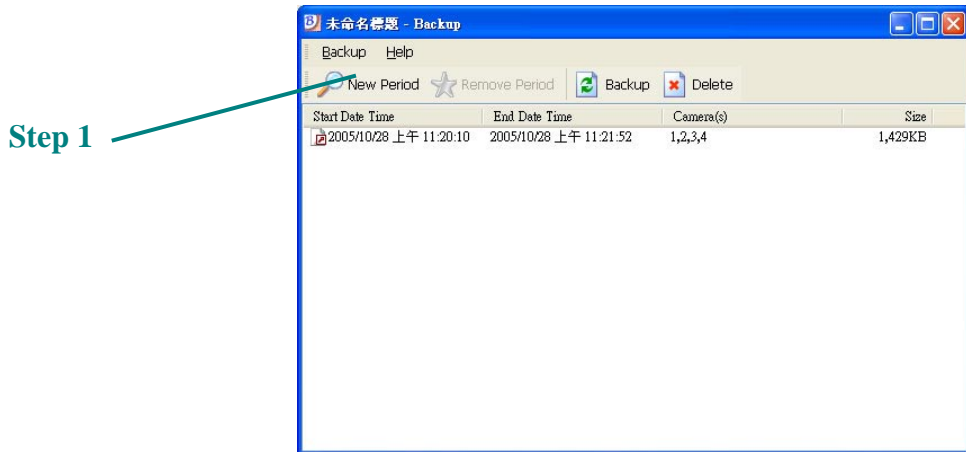 未命名標題 - Backup
Backup Help
New Period Remove Period Backup Delete
Start Date Time End Date Time Camera(s) Size
2005/10/28 上午 11:20:10 2005/10/28 上午 11:21:52 1,2,3,4 1,429KB
Step 1